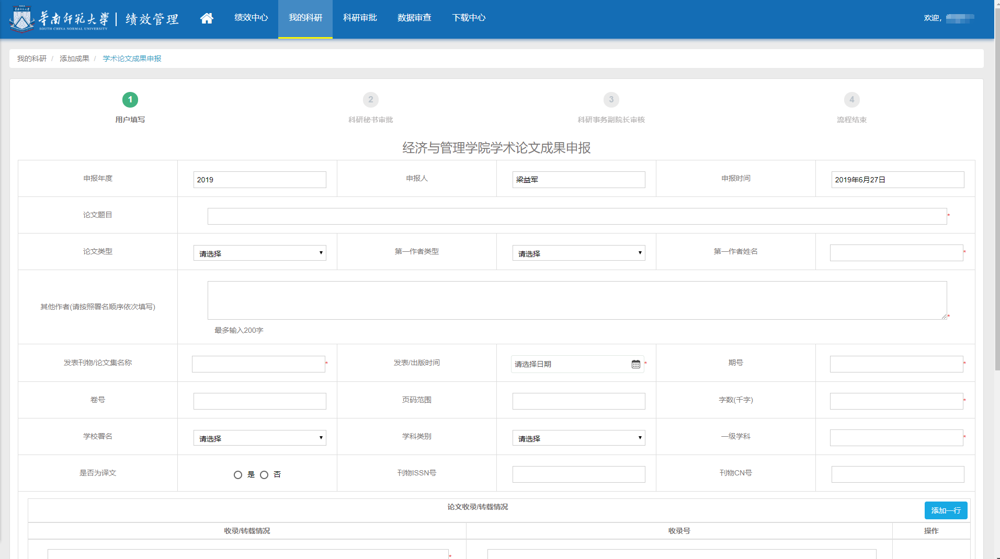 1933
華南师範大學
SOUTH CHINA NORMAL UNIVERSITY
绩效管理
绩效中心 我的科研 科研审批 数据审查 下载中心
欢迎,
我的科研 / 添加成果 / 学术论文成果申报
1 2 3 4
用户填写 科研秘书审批 科研事务副院长审核 流程结束
经济与管理学院学术论文成果申报
申报年度 2019 申报人 梁益军 申报时间 2019年6月27日
论文题目 *
论文类型 请选择 第一作者类型 请选择 第一作者姓名 *
其他作者(请按照署名顺序依次填写) *
最多输入200字
发表刊物/论文集名称 * 发表/出版时间 请选择日期 * 期号 *
卷号 页码范围 字数(千字) *
学校署名 请选择 学科类别 请选择 一级学科 *
是否为译文 是 否 刊物ISSN号 刊物CN号
论文收录/转载情况 添加一行
收录/转载情况 收录号 操作
*